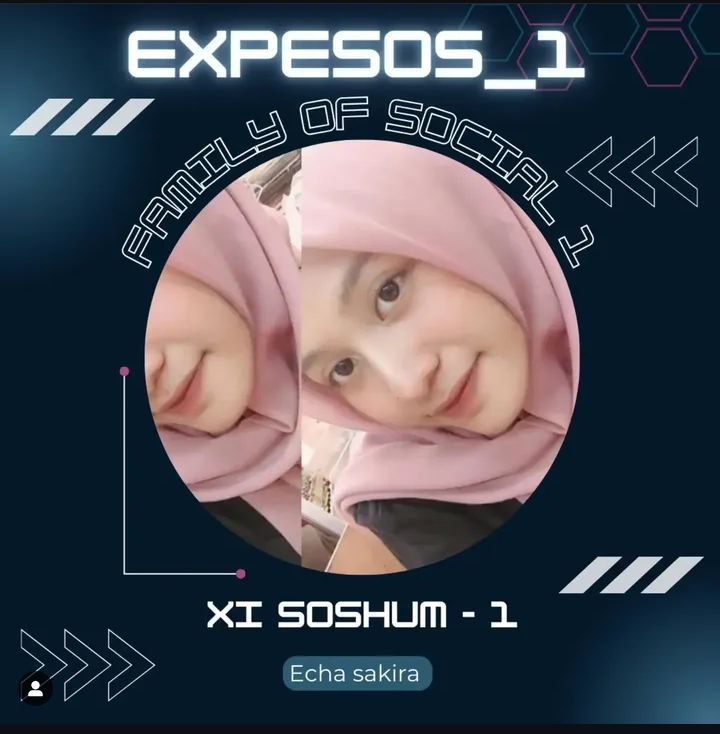 EXPESOS_1
FAMILY OF SOCIAL 1
XI SOSHUM - 1
Echa sakira